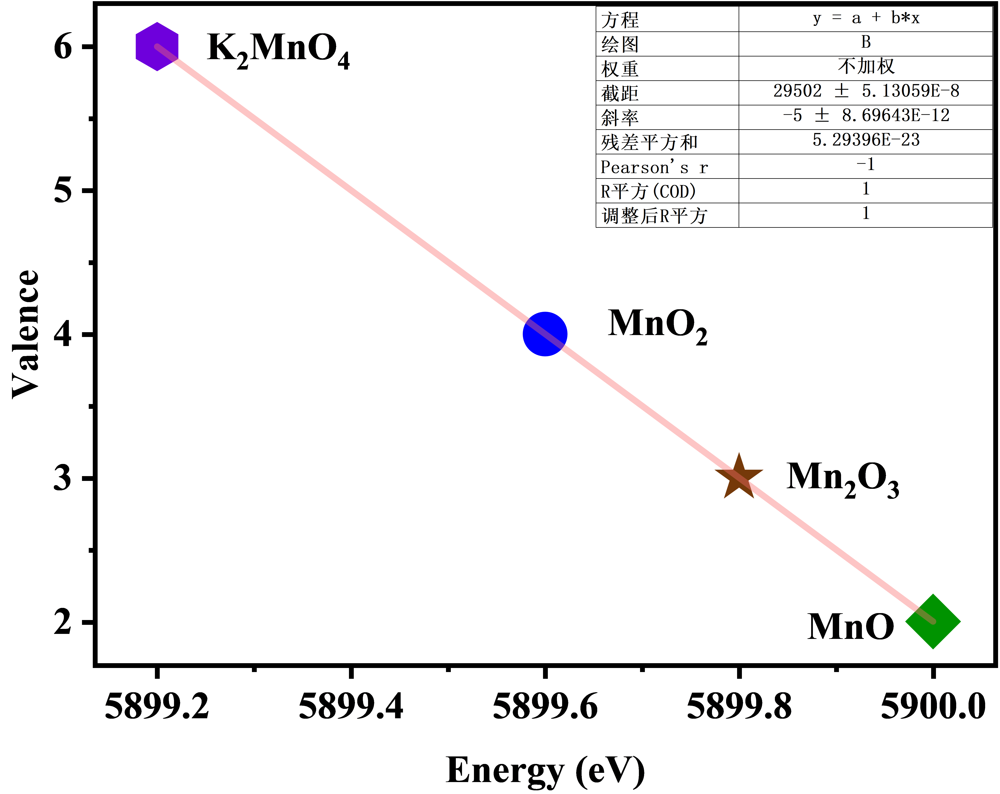 方程 y = a + b*x
绘图 B
权重 不加权
截距 29502 ± 5.13059E-8
斜率 -5 ± 8.69643E-12
残差平方和 5.29396E-23
Pearson's r -1
R平方(COD) 1
调整后R平方 1
K₂MnO₄
MnO₂
Mn₂O₃
MnO
Valence
6
5
4
3
2
5899.2 5899.4 5899.6 5899.8 5900.0
Energy (eV)